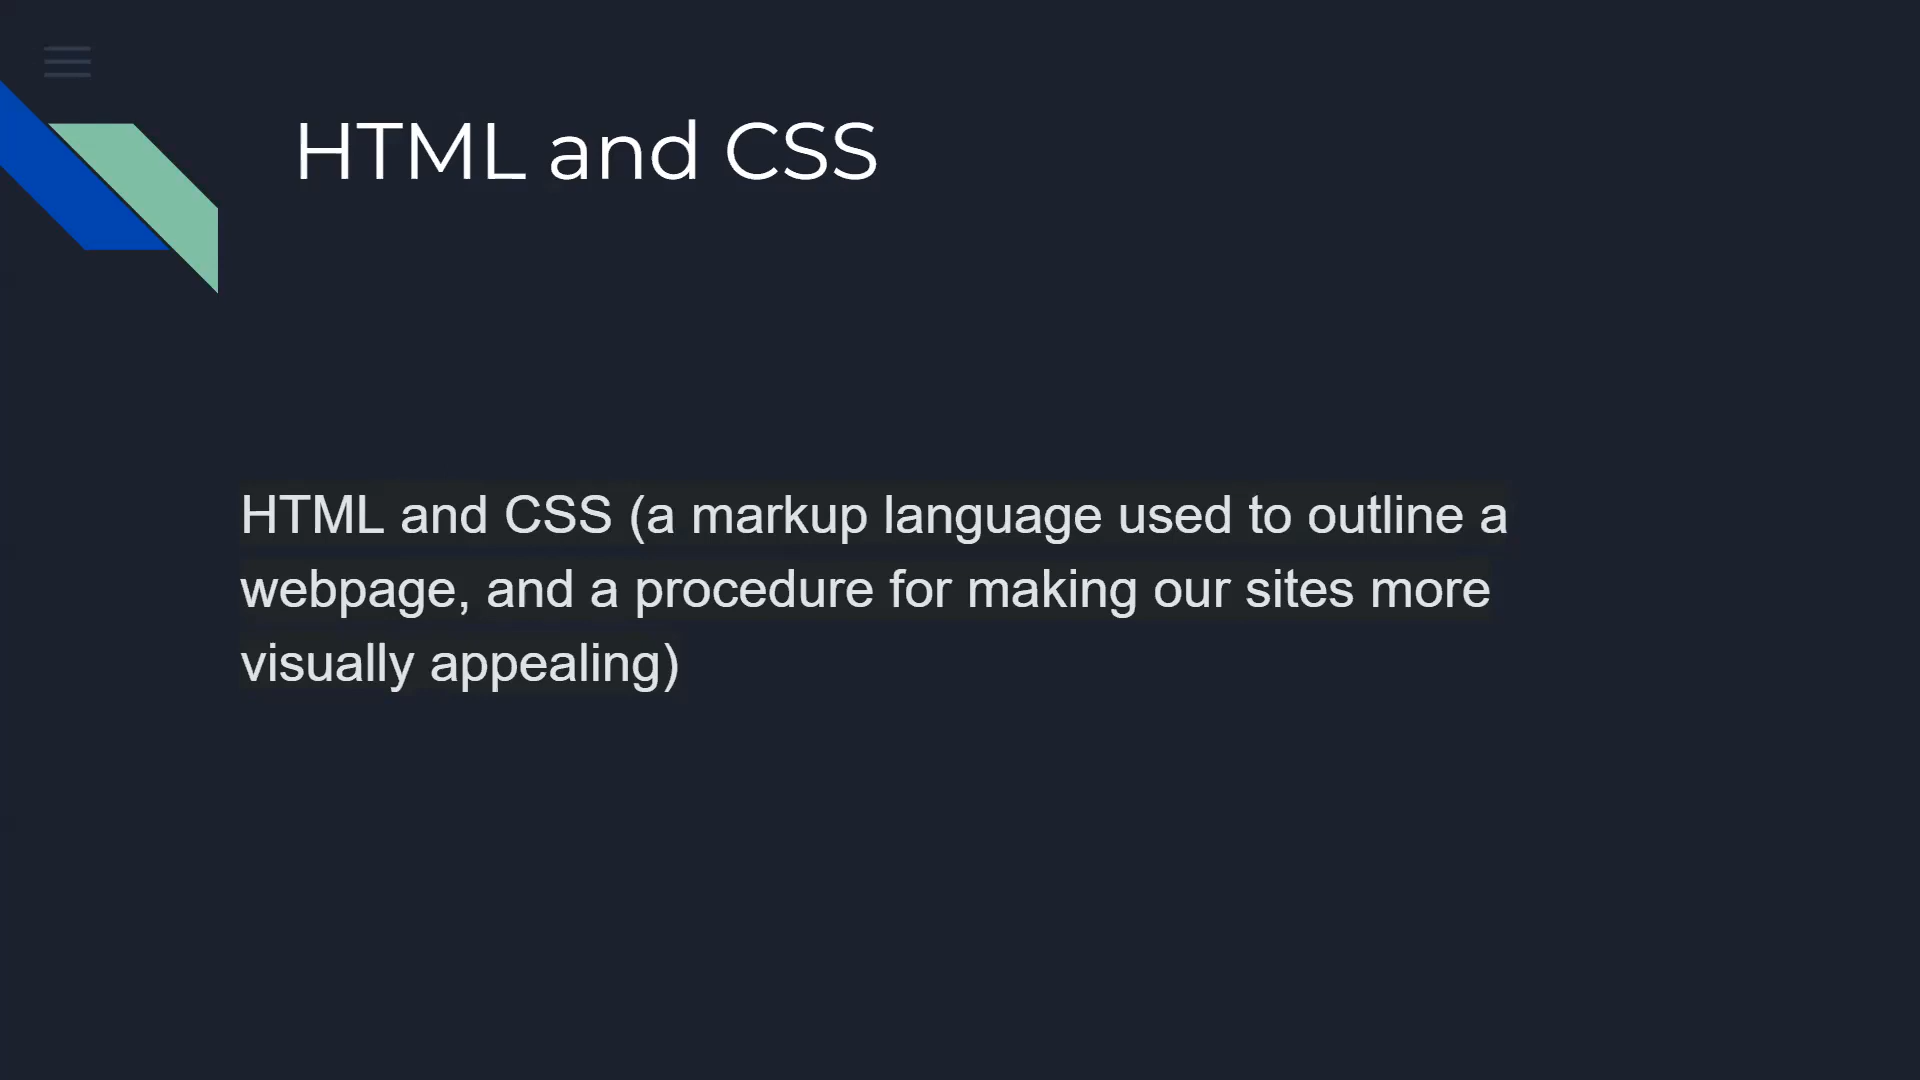 HTML and CSS
HTML and CSS (a markup language used to outline a
webpage, and a procedure for making our sites more
visually appealing)